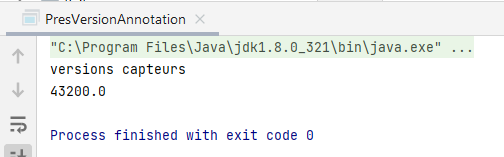 PresVersionAnnotation
"C:\Program Files\Java\jdk1.8.0_321\bin\java.exe" ...
versions capteurs
43200.0
Process finished with exit code 0